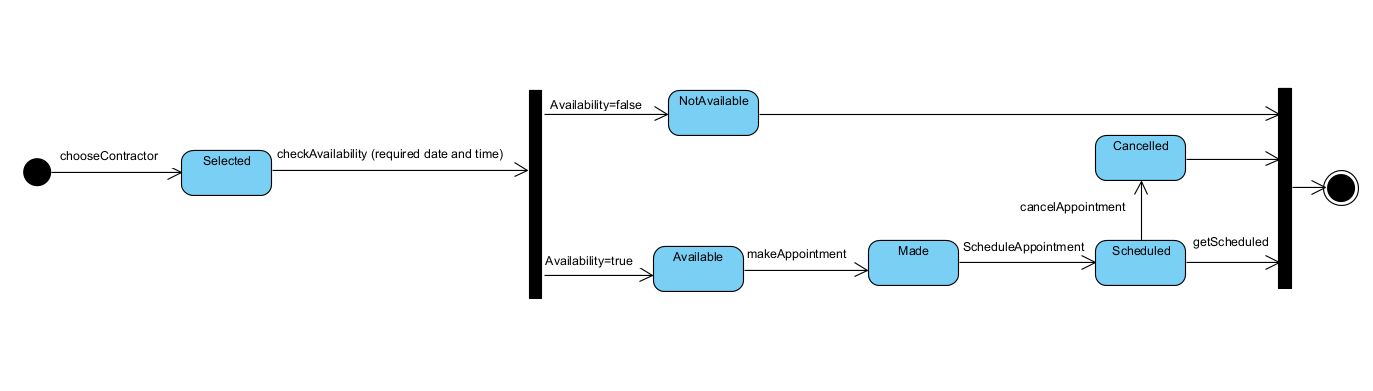 chooseContractor
Selected
checkAvailability (required date and time)
Availability=false
NotAvailable
Cancelled
cancelAppointment
Availability=true
Available
makeAppointment
Made
ScheduleAppointment
Scheduled
getScheduled